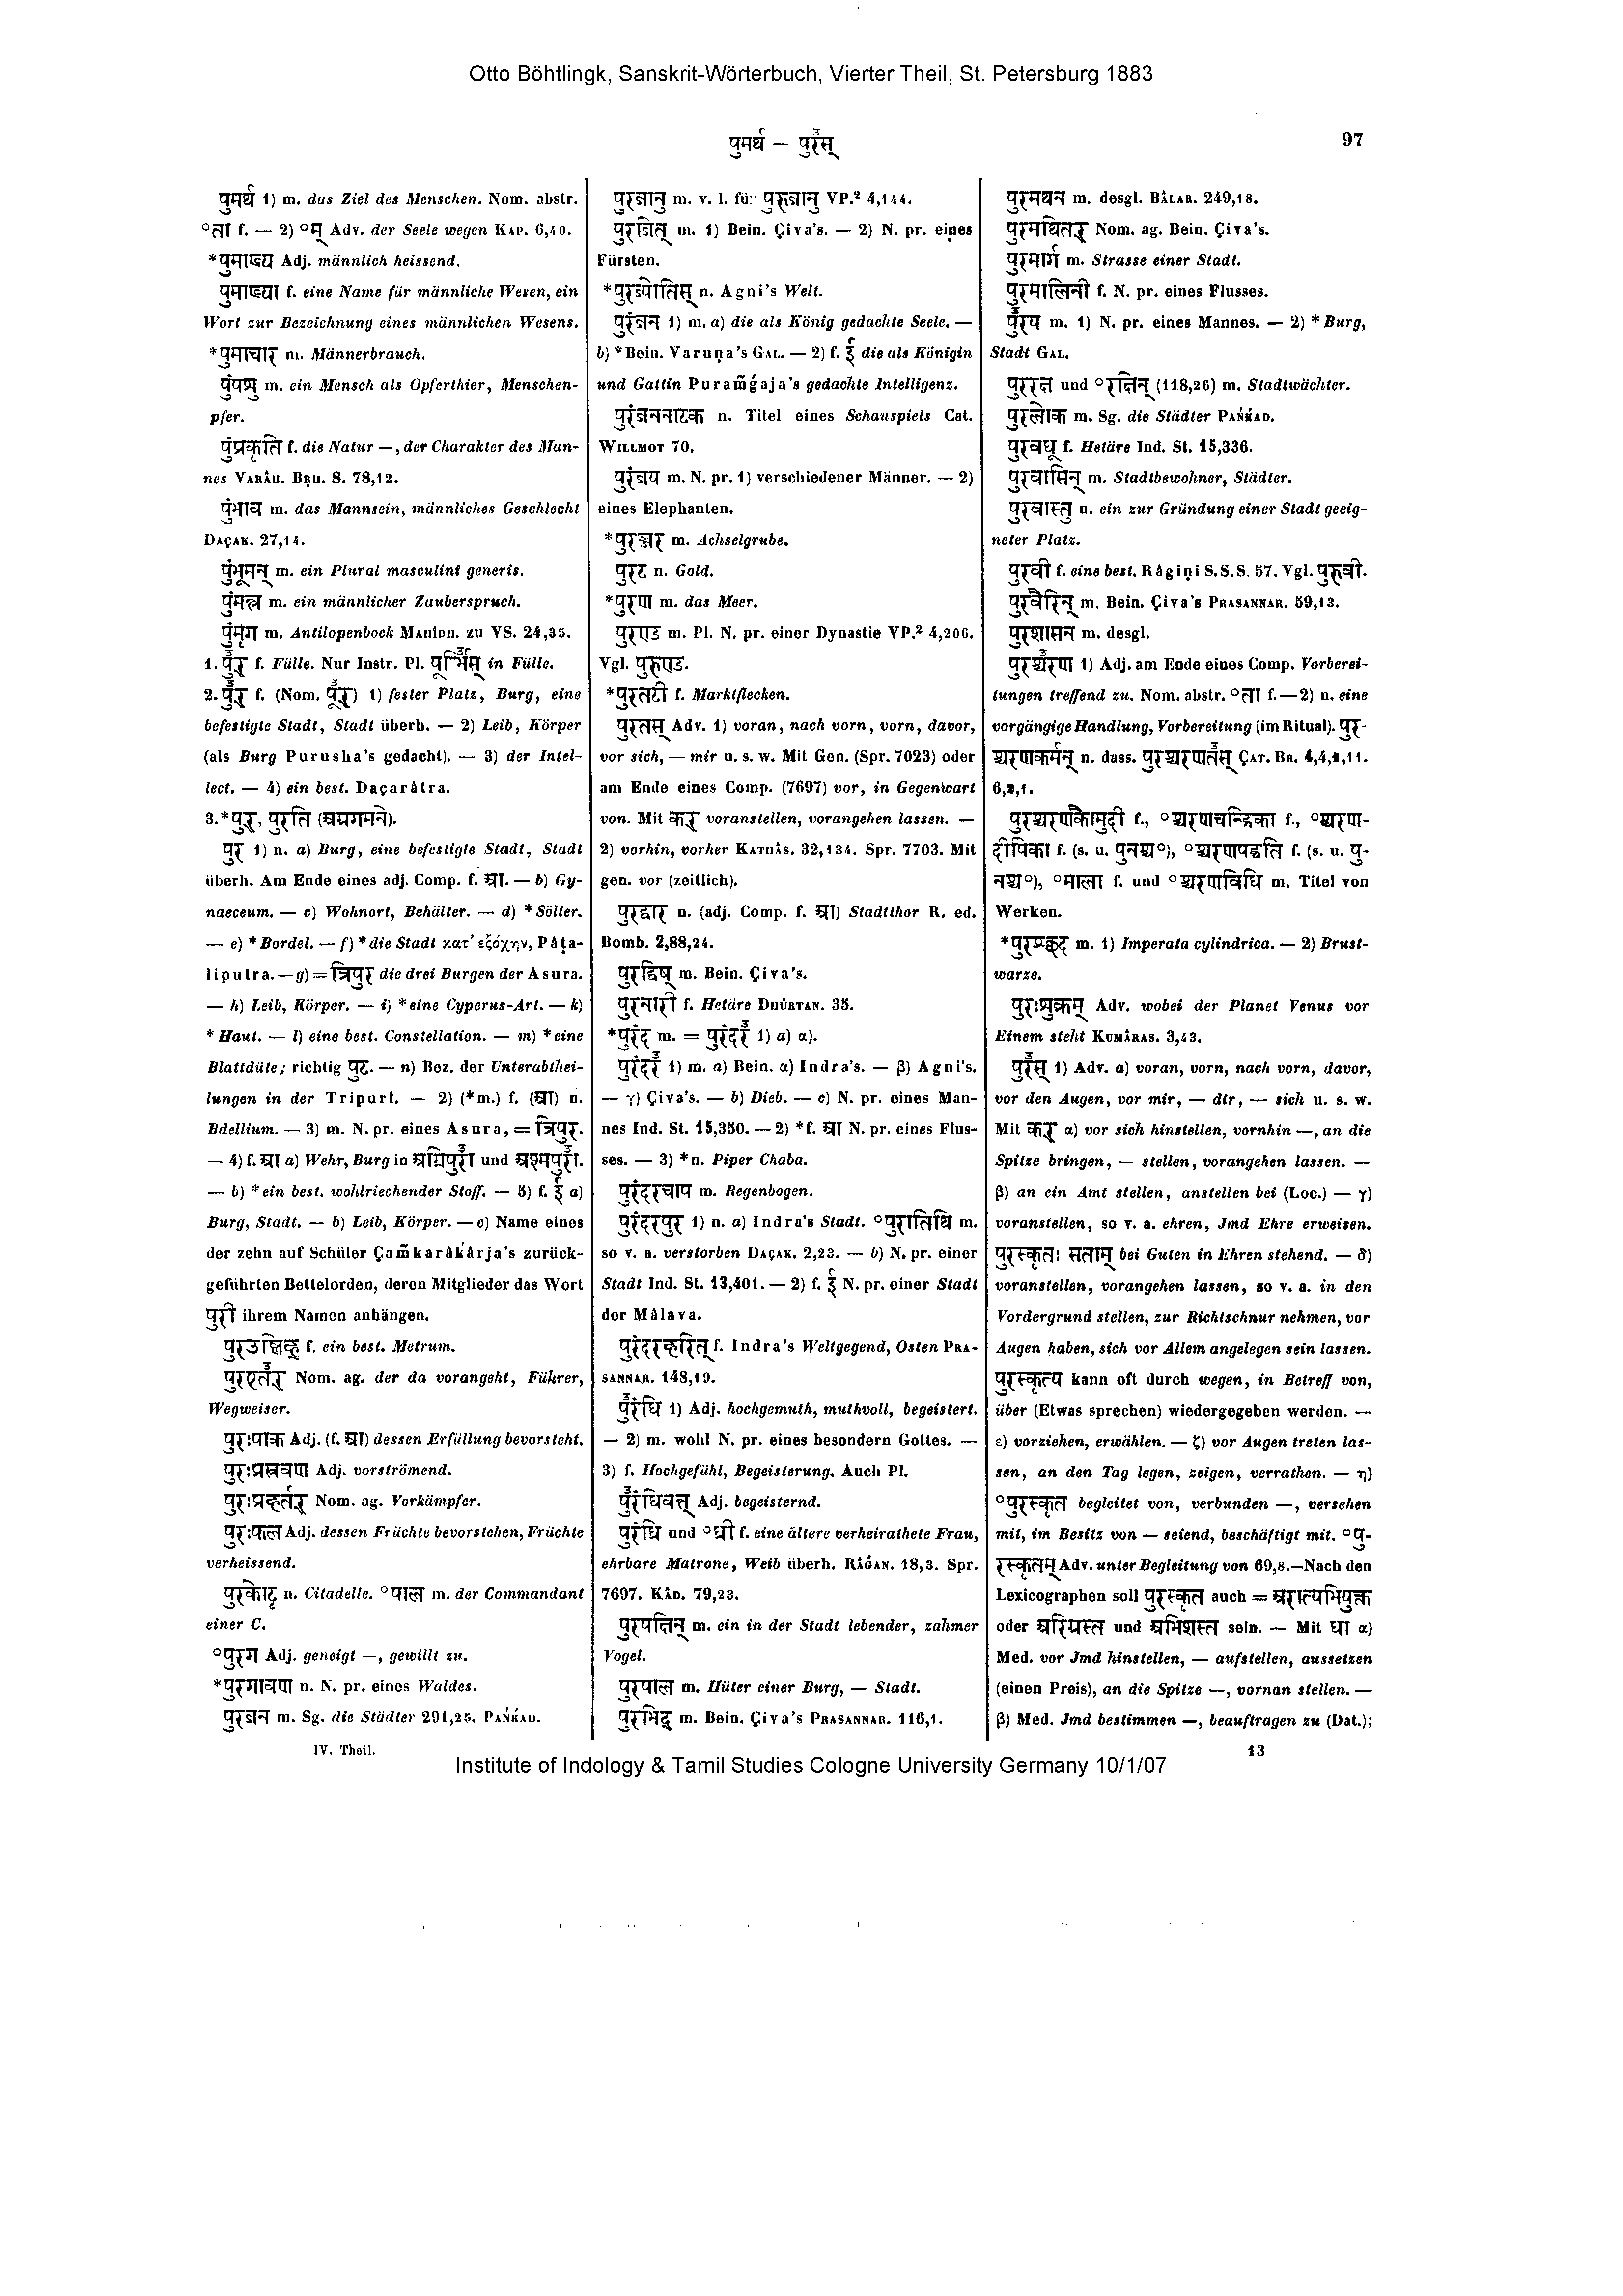 Otto Böhtlingk, Sanskrit-Wörterbuch, Vierter Theil, St. Petersburg 1883
पुमर्थ — पुरस्
97
पुमर्थ 1) m. das Ziel des Menschen. Nom. abstr.
°ता f. — 2) °म् Adv. der Seele wegen KAP. 6,40.
*पुमाख्य Adj. männlich heissend.
पुमाख्या f. eine Name für männliche Wesen, ein
Wort zur Bezeichnung eines männlichen Wesens.
*पुमाचार m. Männerbrauch.
पुंपशु m. ein Mensch als Opferthier, Menschen-
pfer.
पुंप्रकृति f. die Natur —, der Charakter des Man-
nes VARÂH. BṚH. S. 78,12.
पुंभाव m. das Mannsein, männliches Geschlecht
DAÇAK. 27,14.
पुंभूमन् m. ein Plural masculini generis.
पुंमन्त्र m. ein männlicher Zauberspruch.
पुंमृग m. Antilopenbock MAHÎDH. zu VS. 24,35.
1. पुर् f. Fülle. Nur Instr. Pl. पूर्भिस् in Fülle.
2. पुर् f. (Nom. पूर्) 1) fester Platz, Burg, eine
befestigte Stadt, Stadt überh. — 2) Leib, Körper
(als Burg Purusha's gedacht). — 3) der Intel-
lect. — 4) ein best. Daçarâtra.
3. *पुर्, पुरति (अग्रगमने).
पुर 1) n. a) Burg, eine befestigte Stadt, Stadt
überh. Am Ende eines adj. Comp. f. आ. — b) Gy-
naeceum. — c) Wohnort, Behälter. — d) *Söller.
— e) *Bordel. — f) *die Stadt κατ' ἐξόχην, Pâṭa-
liputra. — g) = त्रिपुर die drei Burgen der Asura.
— h) Leib, Körper. — i) *eine Cyperus-Art. — k)
*Haut. — l) eine best. Constellation. — m) *eine
Blattdüte; richtig पुट. — n) Bez. der Unterabthei-
lungen in der Tripurî. — 2) (*m.) f. (आ) n.
Bdellium. — 3) m. N. pr. eines Asura, = त्रिपुर.
— 4) f. आ a) Wehr, Burg in अग्निपुरा und अश्मपुरा.
— b) *ein best. wohlriechender Stoff. — 5) f. ई a)
Burg, Stadt. — b) Leib, Körper. — c) Name eines
der zehn auf Schüler Çaṃkarâḱârja's zurück-
geführten Bettelorden, deren Mitglieder das Wort
पुरी ihrem Namen anhängen.
पुरउष्णिह् f. ein best. Metrum.
पुरएतर् Nom. ag. der da vorangeht, Führer,
Wegweiser.
पुरःपाक Adj. (f. आ) dessen Erfüllung bevorsteht.
पुरःप्रस्रवण Adj. vorströmend.
पुरःप्रहर्तर् Nom. ag. Vorkämpfer.
पुरःफल Adj. dessen Früchte bevorstehen, Früchte
verheissend.
पुरकोट्ट n. Citadelle. °पाल m. der Commandant
einer C.
°पुरग Adj. geneigt —, gewillt zu.
*पुरगावण n. N. pr. eines Waldes.
पुरजन m. Sg. die Städter 291,25. PAŃḰAD.
IV. Theil.
पुरजानु m. v. l. für पुरुजानु VP.² 4,144.
पुरजित् m. 1) Bein. Çiva's. — 2) N. pr. eines
Fürsten.
*पुरज्योतिस् n. Agni's Welt.
पुरंजन 1) m. a) die als König gedachte Seele. —
b) *Bein. Varuṇa's GAL. — 2) f. ई die als Königin
und Gattin Puraṃǵaja's gedachte Intelligenz.
पुरंजननाटक n. Titel eines Schauspiels Cat.
WILLMOT 70.
पुरंजय m. N. pr. 1) verschiedener Männer. — 2)
eines Elephanten.
*पुरञ्जर m. Achselgrube.
पुरट n. Gold.
*पुरण m. das Meer.
पुरण्ड m. Pl. N. pr. einer Dynastie VP.² 4,206.
Vgl. पुरुण्ड.
*पुरतटी f. Marktflecken.
पुरतस् Adv. 1) voran, nach vorn, vorn, davor,
vor sich, — mir u. s. w. Mit Gen. (Spr. 7023) oder
am Ende eines Comp. (7697) vor, in Gegenwart
von. Mit कर् voranstellen, vorangehen lassen. —
2) vorhin, vorher KATHÂS. 32,134. Spr. 7703. Mit
gen. vor (zeitlich).
पुरद्वार n. (adj. Comp. f. आ) Stadtthor R. ed.
Bomb. 2,88,24.
पुरद्विष् m. Bein. Çiva's.
पुरनारी f. Hetäre DHÛRTAN. 35.
*पुरंद m. = पुरंदर 1) a) α).
पुरंदर 1) m. a) Bein. α) Indra's. — β) Agni's.
— γ) Çiva's. — b) Dieb. — c) N. pr. eines Man-
nes Ind. St. 15,350. — 2) *f. आ N. pr. eines Flus-
ses. — 3) *n. Piper Chaba.
पुरंदरचाप m. Regenbogen.
पुरंदरपुर 1) n. a) Indra's Stadt. °पुरातिथि m.
so v. a. verstorben DAÇAK. 2,23. — b) N. pr. einer
Stadt Ind. St. 13,401. — 2) f. ई N. pr. einer Stadt
der Mâlava.
पुरंदरहरित् f. Indra's Weltgegend, Osten PRA-
SANNAR. 148,19.
पुरंधि 1) Adj. hochgemuth, muthvoll, begeistert.
— 2) m. wohl N. pr. eines besondern Gottes. —
3) f. Hochgefühl, Begeisterung. Auch Pl.
पुरंधिवत् Adj. begeisternd.
पुरंध्रि und °ध्री f. eine ältere verheirathete Frau,
ehrbare Matrone, Weib überh. RÂǴAN. 18,3. Spr.
7697. KÂD. 79,23.
पुरपक्षिन् m. ein in der Stadt lebender, zahmer
Vogel.
पुरपाल m. Hüter einer Burg, — Stadt.
पुरभिद् m. Bein. Çiva's PRASANNAR. 116,1.
पुरमथन m. desgl. BÂLAR. 249,18.
पुरमथितर् Nom. ag. Bein. Çiva's.
पुरमार्ग m. Strasse einer Stadt.
पुरमालिनी f. N. pr. eines Flusses.
पुरय m. 1) N. pr. eines Mannes. — 2) *Burg,
Stadt GAL.
पुररक्ष und °रक्षिन् (118,26) m. Stadtwächter.
पुरलोक m. Sg. die Städter PAŃḰAD.
पुरवधू f. Hetäre Ind. St. 15,336.
पुरवासिन् m. Stadtbewohner, Städter.
पुरवास्तु n. ein zur Gründung einer Stadt geeig-
neter Platz.
पुरवी f. eine best. Râgiṇî S.S.S. 57. Vgl. पुरुवी.
पुरवैरिन् m. Bein. Çiva's PRASANNAR. 59,13.
पुरशासन m. desgl.
पुरश्चरण 1) Adj. am Ende eines Comp. Vorberei-
tungen treffend zu. Nom. abstr. °ता f. — 2) n. eine
vorgängige Handlung, Vorbereitung (im Ritual). पुर-
श्चरणकर्मन् n. dass. पुरश्चरणतस् ÇAT. BR. 4,4,2,11.
6,2,1.
पुरश्चरणकौमुदी f., °श्चरणचन्द्रिका f., °श्चरण-
दीपिका f. (s. u. पुनश्च°), °श्चरणपद्धति f. (s. u. पु-
नश्च°), °माला f. und °श्चरणविधि m. Titel von
Werken.
*पुरश्छद m. 1) Imperata cylindrica. — 2) Brust-
warze.
पुरःशुक्रम् Adv. wobei der Planet Venus vor
Einem steht KUMÂRAS. 3,43.
पुरस् 1) Adv. a) voran, vorn, nach vorn, davor,
vor den Augen, vor mir, — dir, — sich u. s. w.
Mit कर् α) vor sich hinstellen, vornhin —, an die
Spitze bringen, — stellen, vorangehen lassen. —
β) an ein Amt stellen, anstellen bei (Loc.) — γ)
voranstellen, so v. a. ehren, Jmd Ehre erweisen.
पुरस्कृतः सताम् bei Guten in Ehren stehend. — δ)
voranstellen, vorangehen lassen, so v. a. in den
Vordergrund stellen, zur Richtschnur nehmen, vor
Augen haben, sich vor Allem angelegen sein lassen.
पुरस्कृत्य kann oft durch wegen, in Betreff von,
über (Etwas sprechen) wiedergegeben werden. —
ε) vorziehen, erwählen. — ζ) vor Augen treten las-
sen, an den Tag legen, zeigen, verrathen. — η)
°पुरस्कृत begleitet von, verbunden —, versehen
mit, im Besitz von — seiend, beschäftigt mit. °पु-
रस्कृतम् Adv. unter Begleitung von 69,8. — Nach den
Lexicographen soll पुरस्कृत auch = अरात्यभियुक्त
oder अरिग्रस्त und अभिशस्त sein. — Mit धा α)
Med. vor Jmd hinstellen, — aufstellen, aussetzen
(einen Preis), an die Spitze —, vornan stellen. —
β) Med. Jmd bestimmen —, beauftragen zu (Dat.);
13
Institute of Indology & Tamil Studies Cologne University Germany 10/1/07